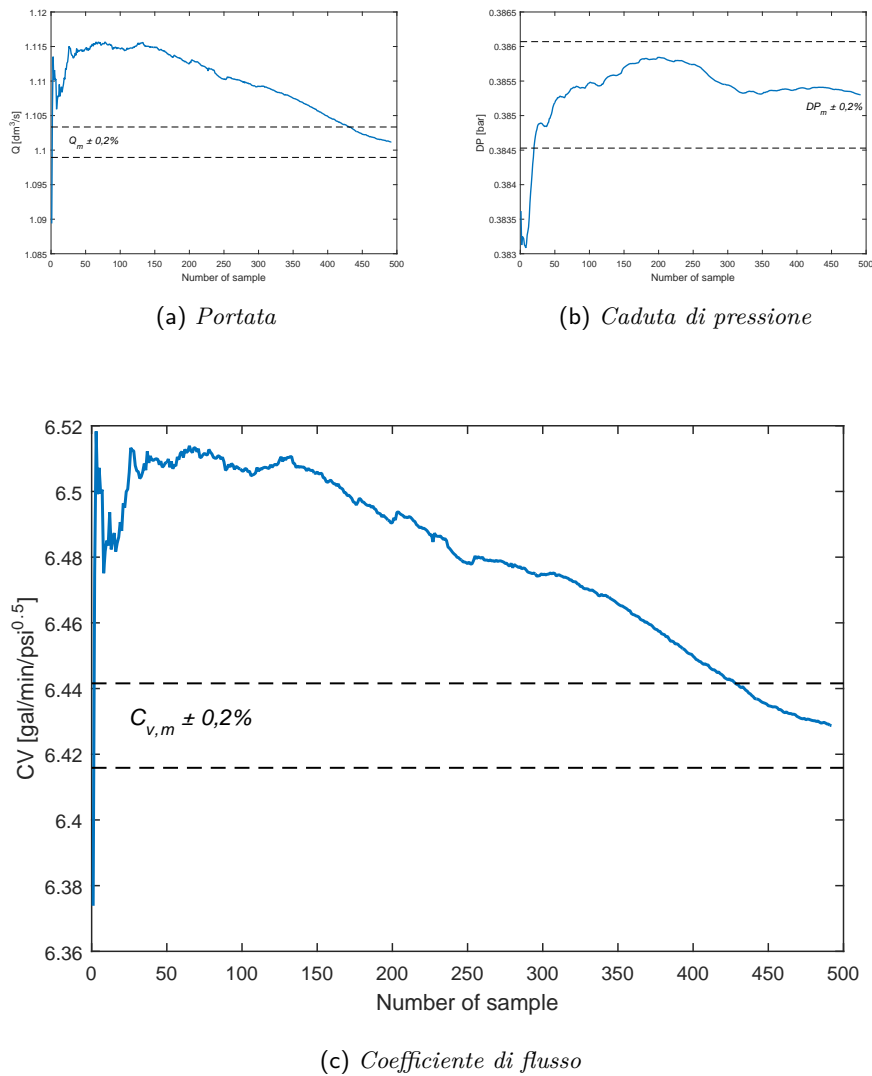 1.12
1.115
1.11
1.105
1.1
1.095
1.09
1.085
Q [dm³/s]
Qm ± 0,2%
0 50 100 150 200 250 300 350 400 450 500
Number of sample
(a) Portata
0.3865
0.386
0.3855
0.385
0.3845
0.384
0.3835
0.383
DP [bar]
DPm ± 0,2%
0 50 100 150 200 250 300 350 400 450 500
Number of sample
(b) Caduta di pressione
6.52
6.5
6.48
6.46
6.44
6.42
6.4
6.38
6.36
CV [gal/min/psi^0.5]
Cv,m ± 0,2%
0 50 100 150 200 250 300 350 400 450 500
Number of sample
(c) Coefficiente di flusso